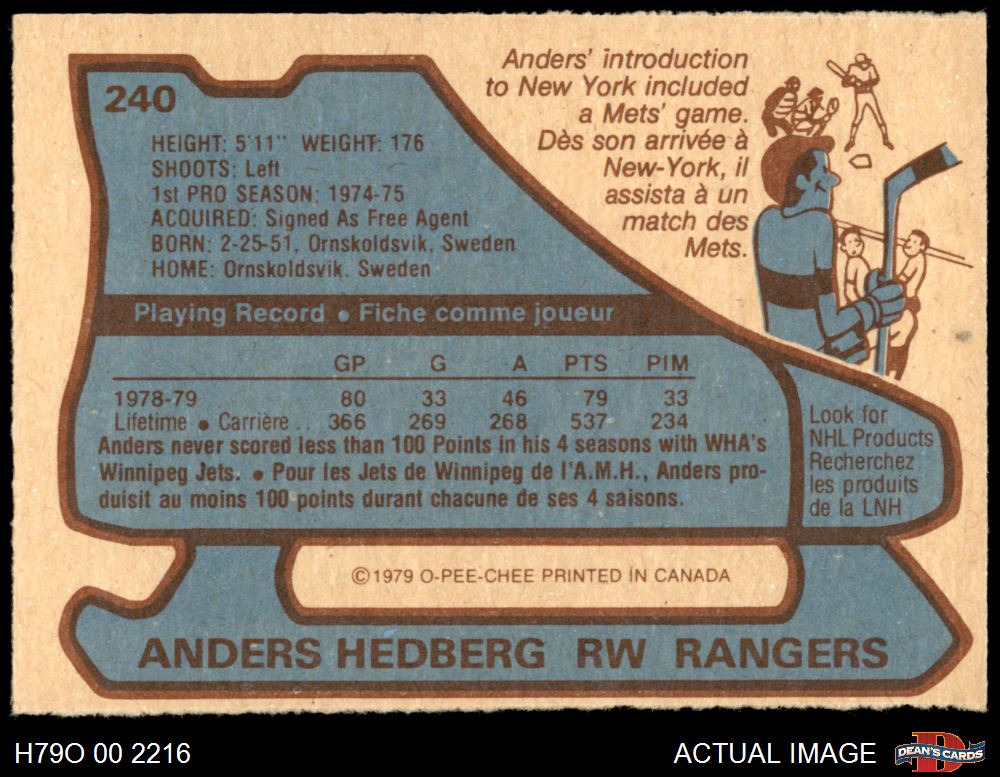 240
HEIGHT: 5'11" WEIGHT: 176
SHOOTS: Left
1st PRO SEASON: 1974-75
ACQUIRED: Signed As Free Agent
BORN: 2-25-51, Ornskoldsvik, Sweden
HOME: Ornskoldsvik, Sweden
Anders' introduction
to New York included
a Mets' game.
Dès son arrivée à
New-York, il
assista à un
match des
Mets.
Playing Record • Fiche comme joueur
GP G A PTS PIM
1978-79 80 33 46 79 33
Lifetime • Carrière .. 366 269 268 537 234
Anders never scored less than 100 Points in his 4 seasons with WHA's
Winnipeg Jets. • Pour les Jets de Winnipeg de l'A.M.H., Anders pro-
duisit au moins 100 points durant chacune de ses 4 saisons.
Look for
NHL Products
Recherchez
les produits
de la LNH
©1979 O-PEE-CHEE PRINTED IN CANADA
ANDERS HEDBERG RW RANGERS
H79O 00 2216
ACTUAL IMAGE
D
DEAN'S CARDS